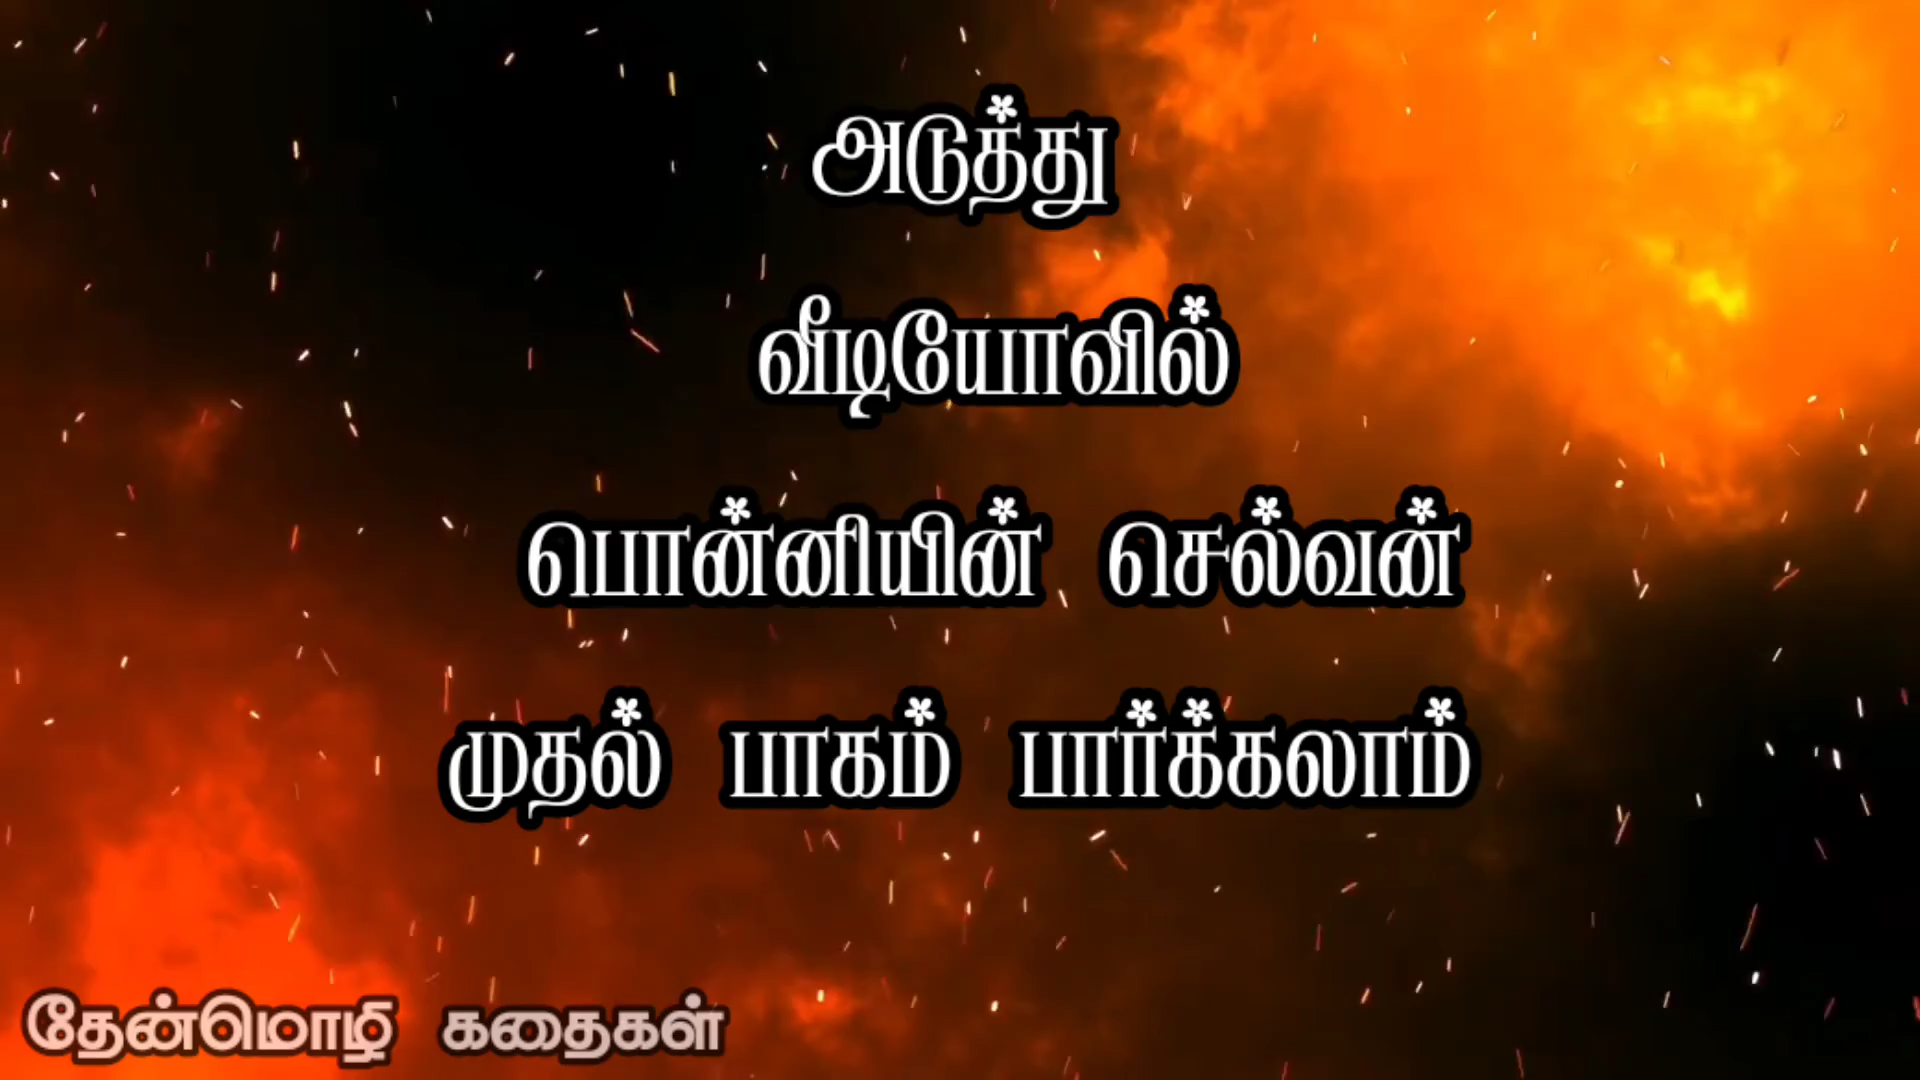 அடுத்து
வீடியோவில்
பொன்னியின் செல்வன்
முதல் பாகம் பார்க்கலாம்
தேன்மொழி கதைகள்